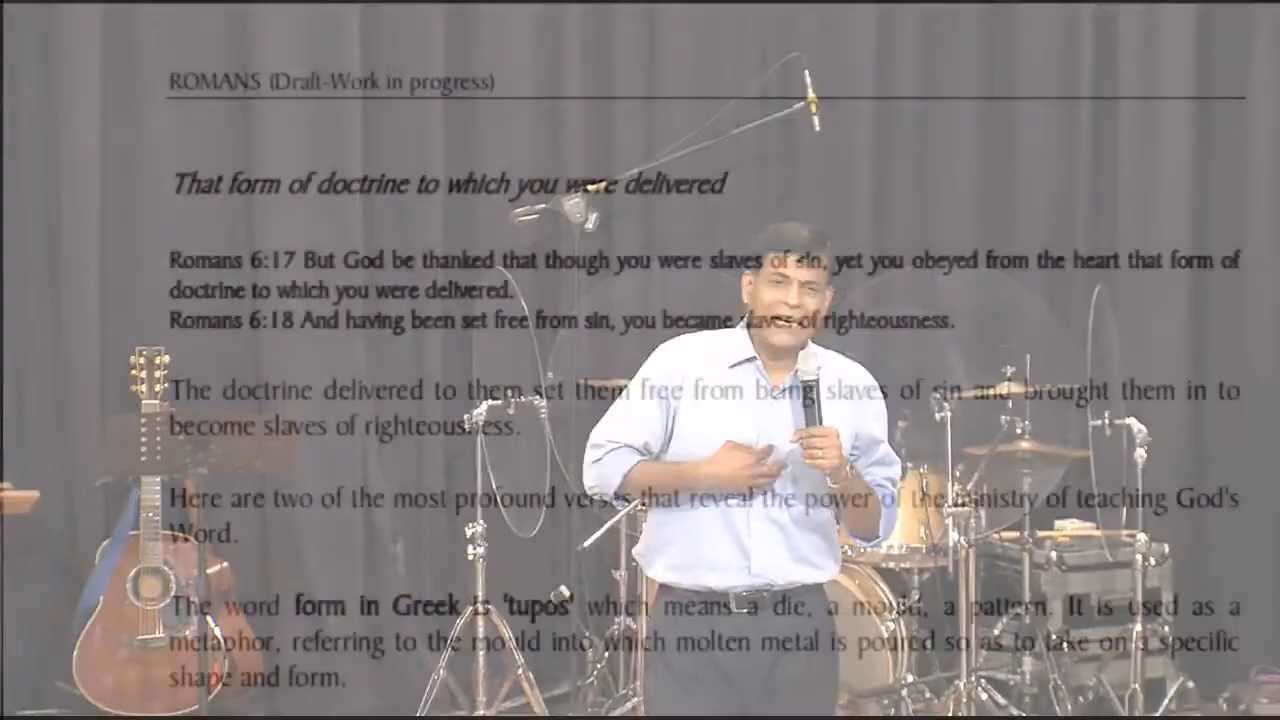 ROMANS (Draft-Work in progress)
That form of doctrine to which you were delivered
Romans 6:17 But God be thanked that though you were slaves of sin, yet you obeyed from the heart that form of
doctrine to which you were delivered.
Romans 6:18 And having been set free from sin, you became slaves of righteousness.
The doctrine delivered to them set them free from being slaves of sin and brought them in to
become slaves of righteousness.
Here are two of the most profound verses that reveal the power of the ministry of teaching God's
Word.
The word form in Greek is 'tupos' which means a die, a mould, a pattern. It is used as a
metaphor, referring to the mould into which molten metal is poured so as to take on a specific
shape and form.